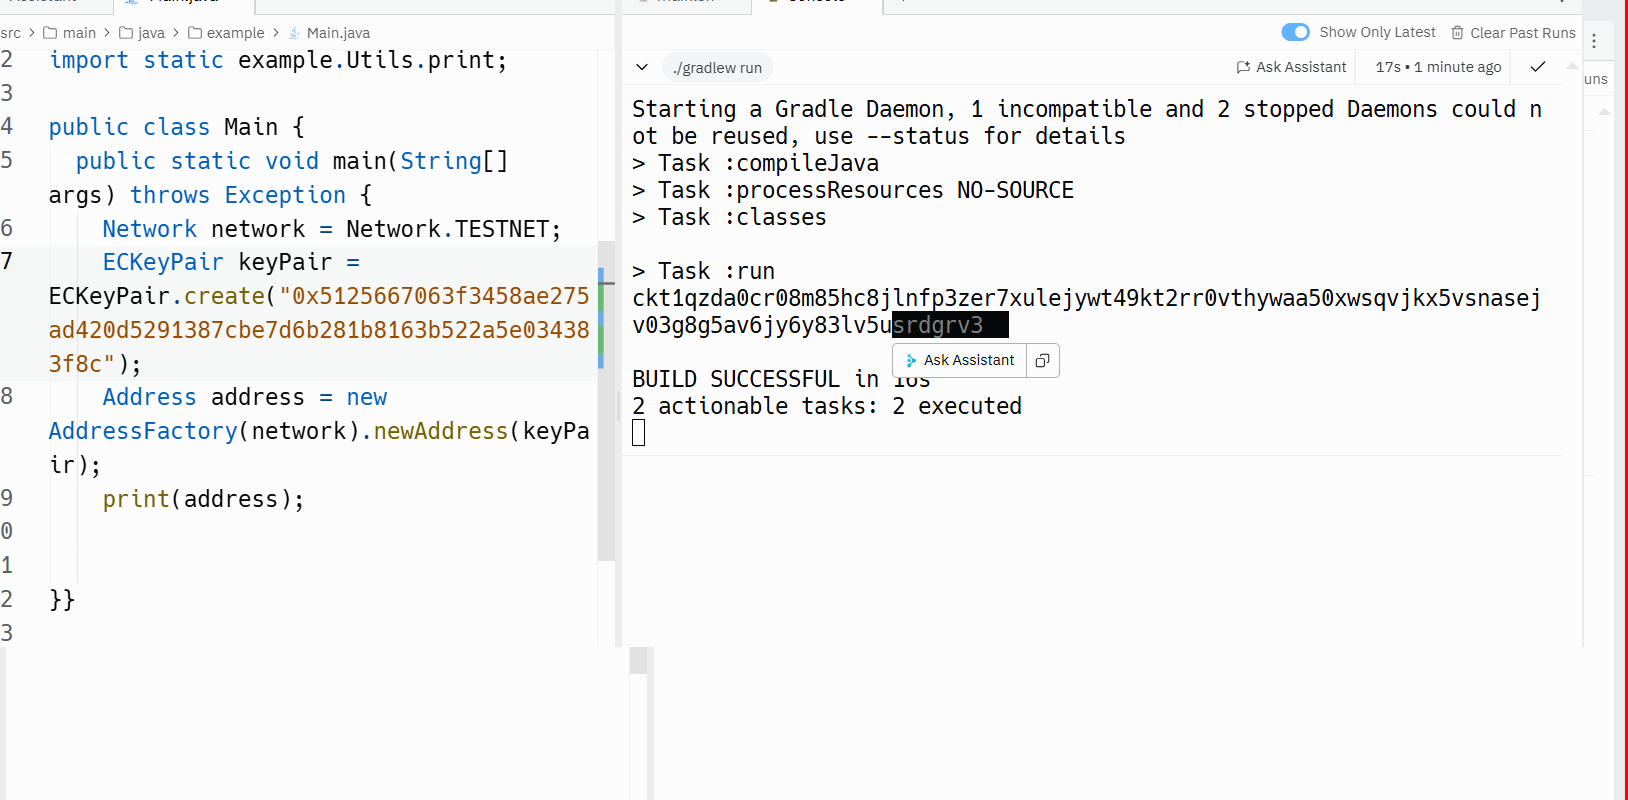 src > main > java > example > Main.java
2 import static example.Utils.print;
3
4 public class Main {
5 public static void main(String[]
args) throws Exception {
6 Network network = Network.TESTNET;
7 ECKeyPair keyPair =
ECKeyPair.create("0x5125667063f3458ae275
ad420d5291387cbe7d6b281b8163b522a5e03438
3f8c");
8 Address address = new
AddressFactory(network).newAddress(keyPa
ir);
9 print(address);
0
1
2 }}
3
Show Only Latest Clear Past Runs
uns
./gradlew run Ask Assistant 17s • 1 minute ago
Starting a Gradle Daemon, 1 incompatible and 2 stopped Daemons could n
ot be reused, use --status for details
> Task :compileJava
> Task :processResources NO-SOURCE
> Task :classes
> Task :run
ckt1qzda0cr08m85hc8jlnfp3zer7xulejywt49kt2rr0vthywaa50xwsqvjkx5vsnasej
v03g8g5av6jy6y83lv5usrdgrv3
Ask Assistant
BUILD SUCCESSFUL in 16s
2 actionable tasks: 2 executed